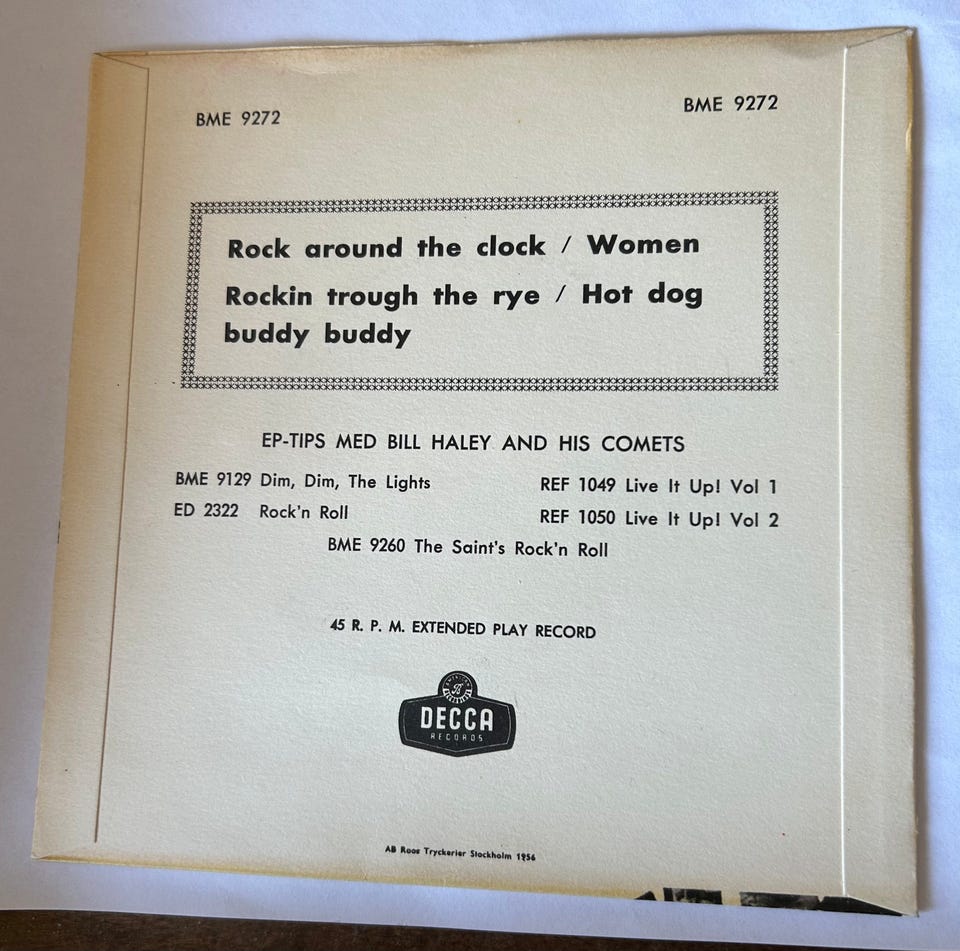 BME 9272 BME 9272
Rock around the clock / Women
Rockin trough the rye / Hot dog
buddy buddy
EP-TIPS MED BILL HALEY AND HIS COMETS
BME 9129 Dim, Dim, The Lights REF 1049 Live It Up! Vol 1
ED 2322 Rock'n Roll REF 1050 Live It Up! Vol 2
BME 9260 The Saint's Rock'n Roll
45 R. P. M. EXTENDED PLAY RECORD
DECCA
RECORDS
AB Roos Tryckerier Stockholm 1956